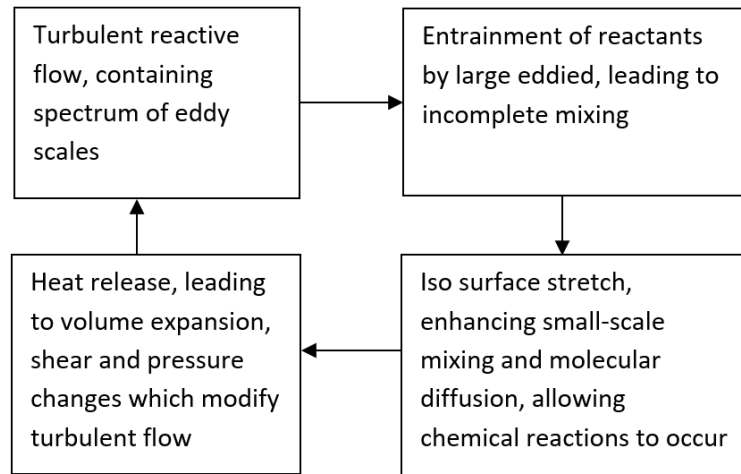 Turbulent reactive
flow, containing
spectrum of eddy
scales
Entrainment of reactants
by large eddied, leading to
incomplete mixing
Iso surface stretch,
enhancing small-scale
mixing and molecular
diffusion, allowing
chemical reactions to occur
Heat release, leading
to volume expansion,
shear and pressure
changes which modify
turbulent flow